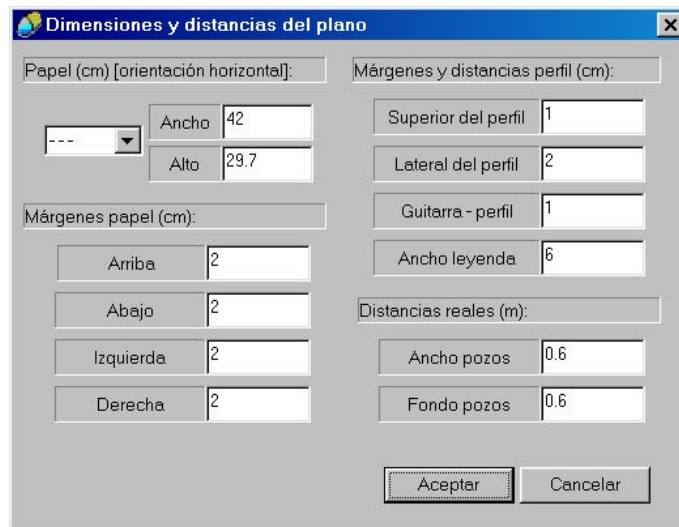 Dimensiones y distancias del plano
Papel (cm) [orientación horizontal]:
---
Ancho 42
Alto 29.7
Márgenes papel (cm):
Arriba 2
Abajo 2
Izquierda 2
Derecha 2
Márgenes y distancias perfil (cm):
Superior del perfil 1
Lateral del perfil 2
Guitarra - perfil 1
Ancho leyenda 6
Distancias reales (m):
Ancho pozos 0.6
Fondo pozos 0.6
Aceptar Cancelar